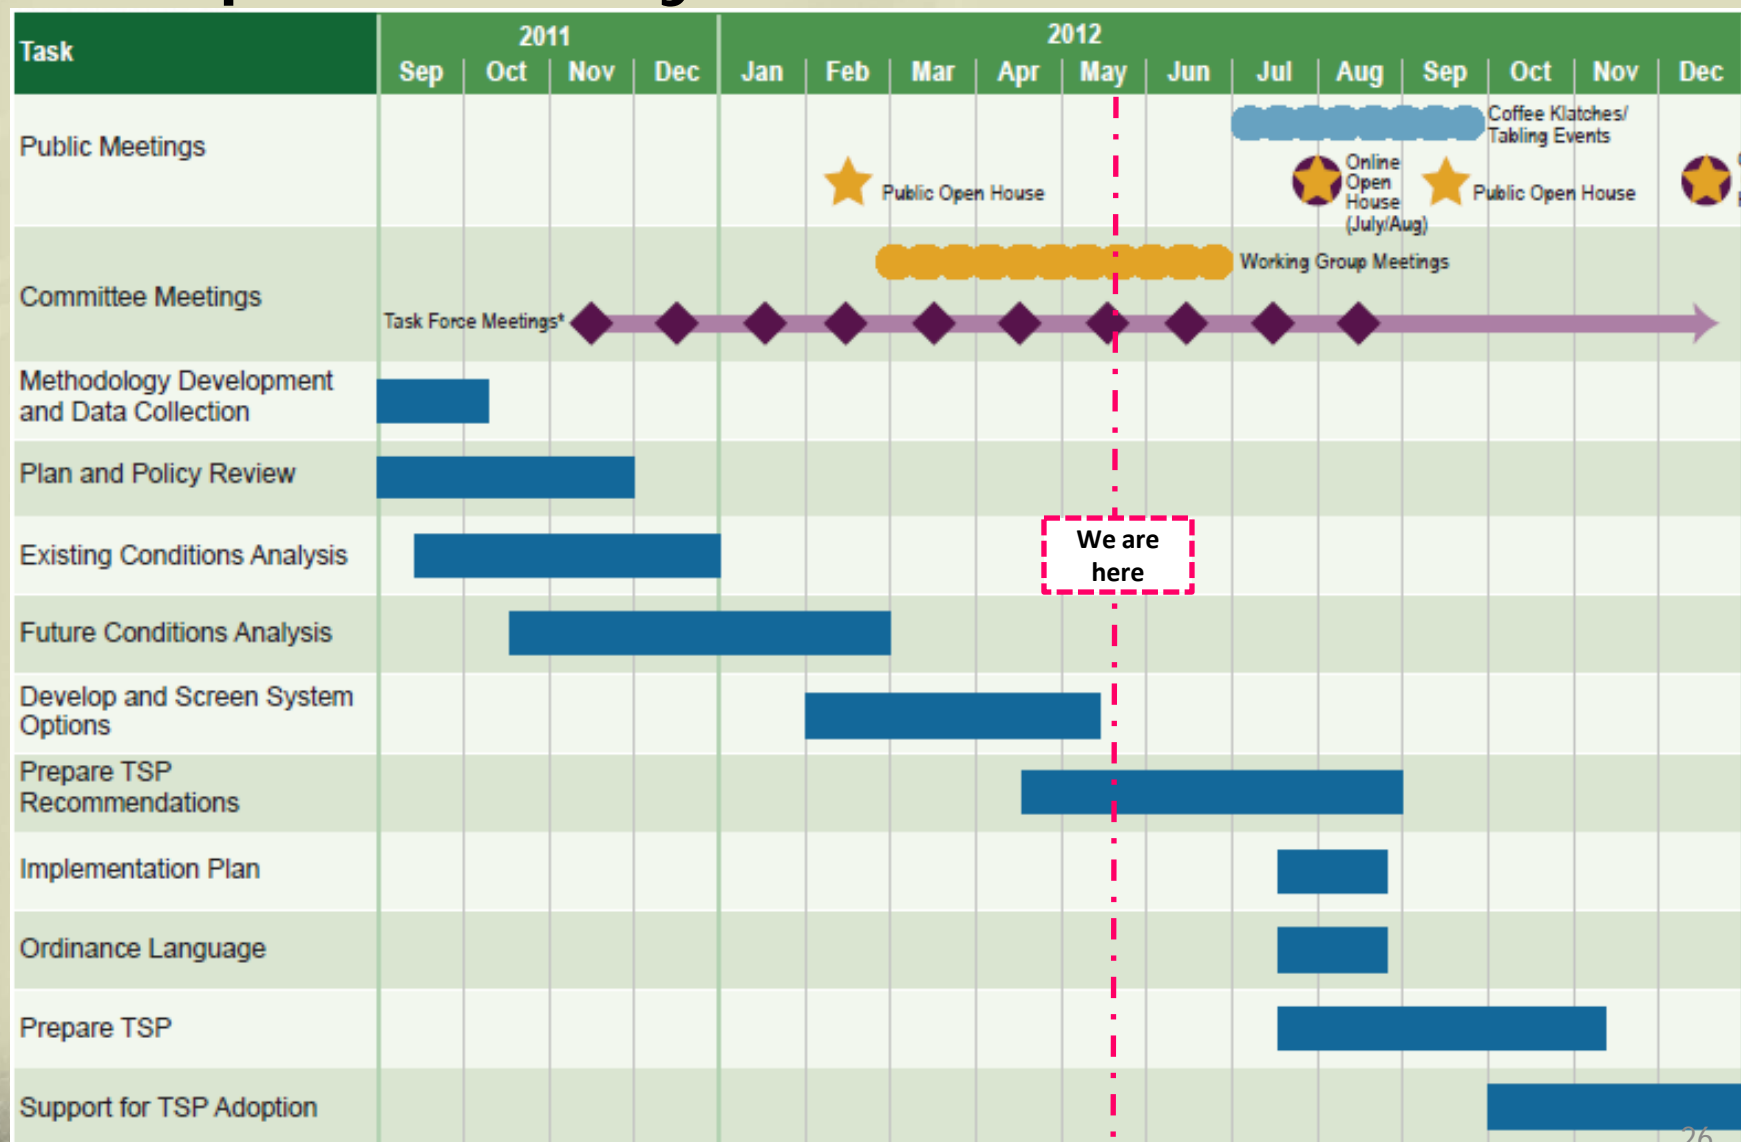 Task
2011
2012
Sep Oct Nov Dec Jan Feb Mar Apr May Jun Jul Aug Sep Oct Nov Dec
Public Meetings
Coffee Klatches/
Tabling Events
Public Open House
Online
Open
House
(July/Aug)
Public Open House
Committee Meetings
Working Group Meetings
Task Force Meetings*
Methodology Development
and Data Collection
Plan and Policy Review
Existing Conditions Analysis
We are
here
Future Conditions Analysis
Develop and Screen System
Options
Prepare TSP
Recommendations
Implementation Plan
Ordinance Language
Prepare TSP
Support for TSP Adoption
26